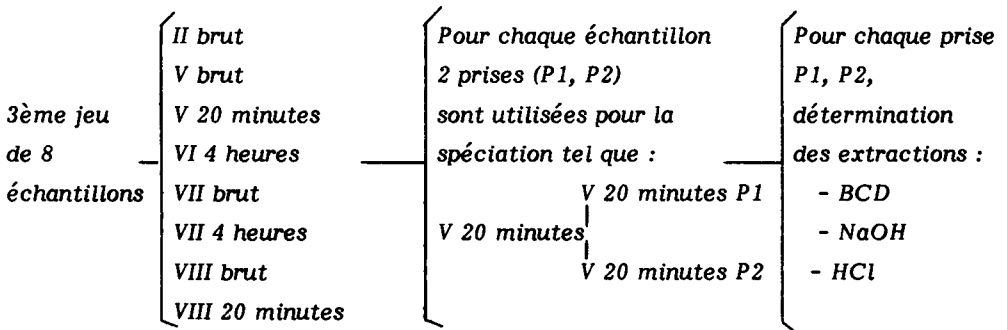 3ème jeu
de 8
échantillons
II brut
V brut
V 20 minutes
VI 4 heures
VII brut
VII 4 heures
VIII brut
VIII 20 minutes
Pour chaque échantillon
2 prises (P1, P2)
sont utilisées pour la
spéciation tel que :
V 20 minutes P1
V 20 minutes
V 20 minutes P2
Pour chaque prise
P1, P2,
détermination
des extractions :
- BCD
- NaOH
- HCl